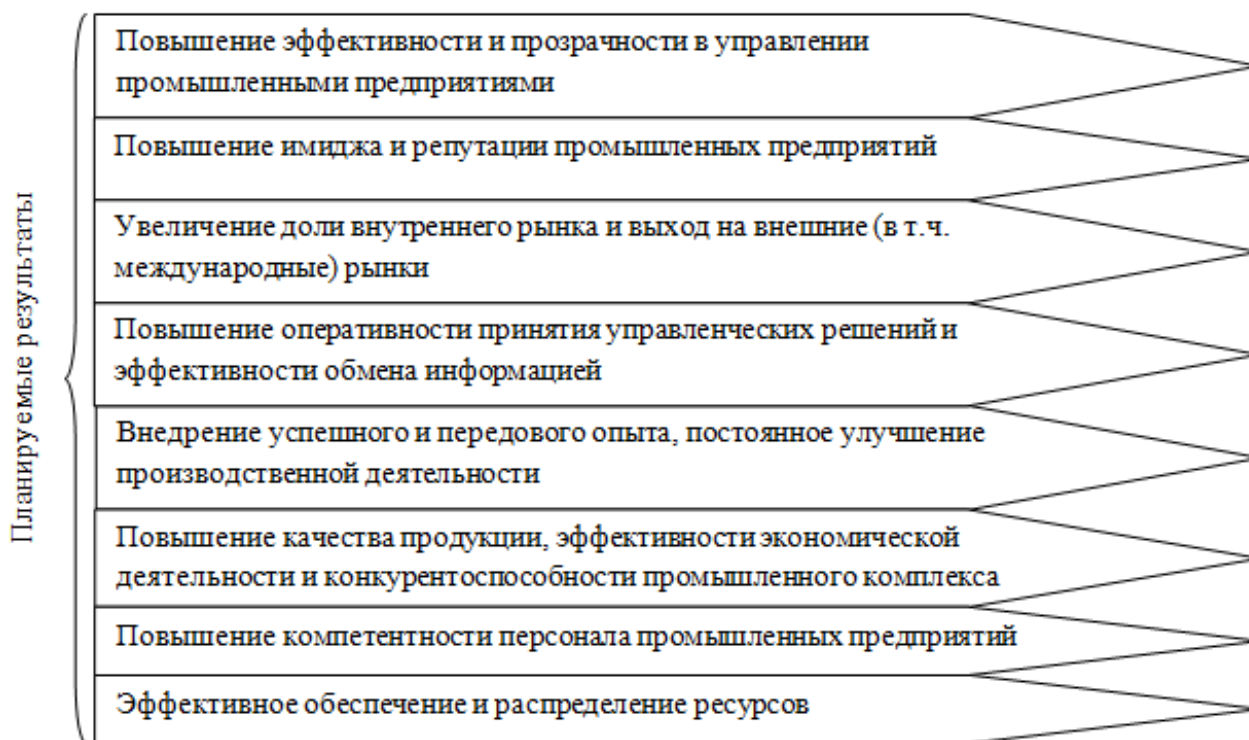 Планируемые результаты
Повышение эффективности и прозрачности в управлении
промышленными предприятиями
Повышение имиджа и репутации промышленных предприятий
Увеличение доли внутреннего рынка и выход на внешние (в т.ч.
международные) рынки
Повышение оперативности принятия управленческих решений и
эффективности обмена информацией
Внедрение успешного и передового опыта, постоянное улучшение
производственной деятельности
Повышение качества продукции, эффективности экономической
деятельности и конкурентоспособности промышленного комплекса
Повышение компетентности персонала промышленных предприятий
Эффективное обеспечение и распределение ресурсов